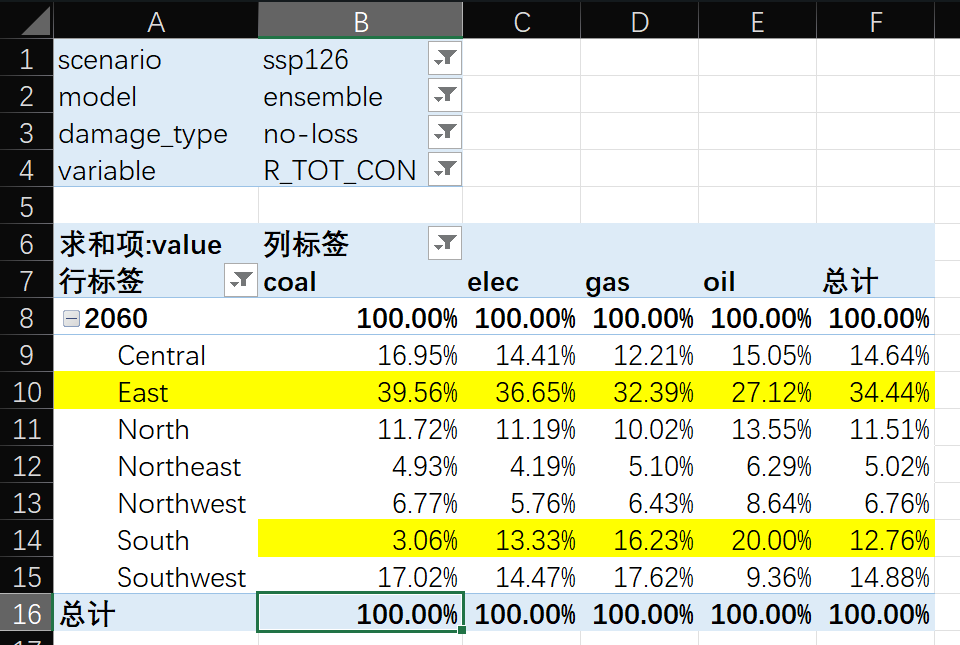 A B C D E F
1 scenario ssp126
2 model ensemble
3 damage_type no-loss
4 variable R_TOT_CON
5
6 求和项:value 列标签
7 行标签 coal elec gas oil 总计
8 2060 100.00% 100.00% 100.00% 100.00% 100.00%
9 Central 16.95% 14.41% 12.21% 15.05% 14.64%
10 East 39.56% 36.65% 32.39% 27.12% 34.44%
11 North 11.72% 11.19% 10.02% 13.55% 11.51%
12 Northeast 4.93% 4.19% 5.10% 6.29% 5.02%
13 Northwest 6.77% 5.76% 6.43% 8.64% 6.76%
14 South 3.06% 13.33% 16.23% 20.00% 12.76%
15 Southwest 17.02% 14.47% 17.62% 9.36% 14.88%
16 总计 100.00% 100.00% 100.00% 100.00% 100.00%
17